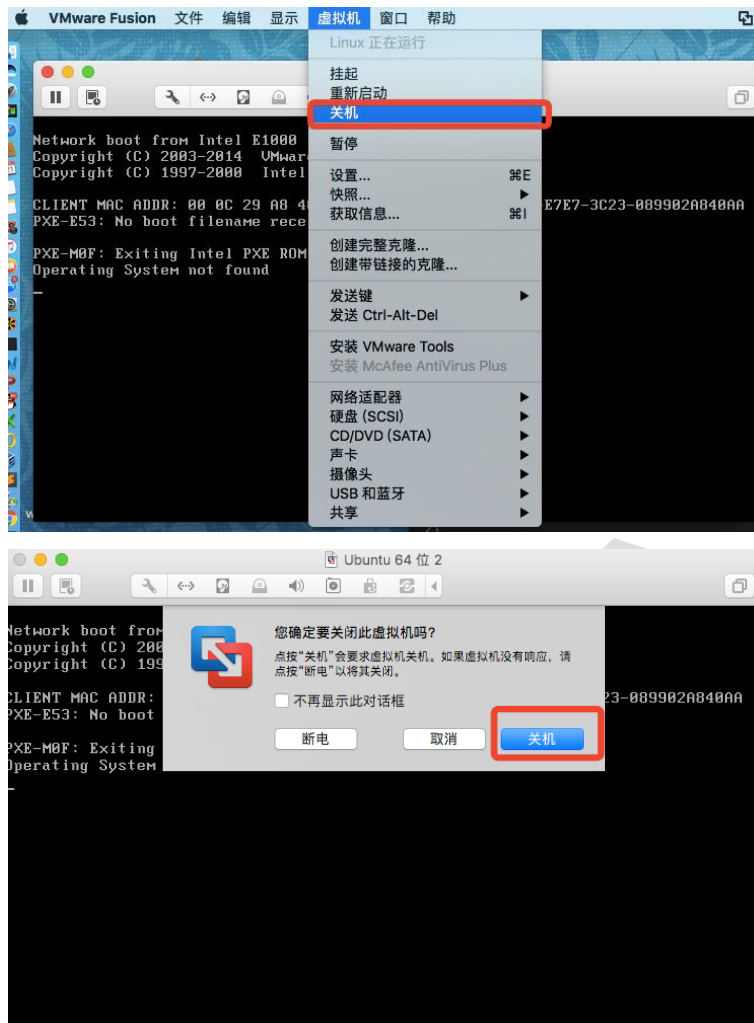 VMware Fusion 文件 编辑 显示 虚拟机 窗口 帮助
Linux 正在运行
挂起
重新启动
关机
暂停
设置... ⌘E
快照...
获取信息... ⌘I
创建完整克隆...
创建带链接的克隆...
发送键
发送 Ctrl-Alt-Del
安装 VMware Tools
安装 McAfee AntiVirus Plus
网络适配器
硬盘 (SCSI)
CD/DVD (SATA)
声卡
摄像头
USB 和蓝牙
共享
Network boot from Intel E1000
Copyright (C) 2003-2014 VMwar
Copyright (C) 1997-2000 Intel
CLIENT MAC ADDR: 00 0C 29 A8 4 E7E7-3C23-089902A840AA
PXE-E53: No boot filename rece
PXE-M0F: Exiting Intel PXE ROM
Operating System not found
Ubuntu 64 位 2
Network boot from
Copyright (C) 200
Copyright (C) 199
CLIENT MAC ADDR: 23-089902A840AA
PXE-E53: No boot
PXE-M0F: Exiting
Operating System
您确定要关闭此虚拟机吗?
点按“关机”会要求虚拟机关机。如果虚拟机没有响应，请
点按“断电”以将其关闭。
不再显示此对话框
断电 取消 关机